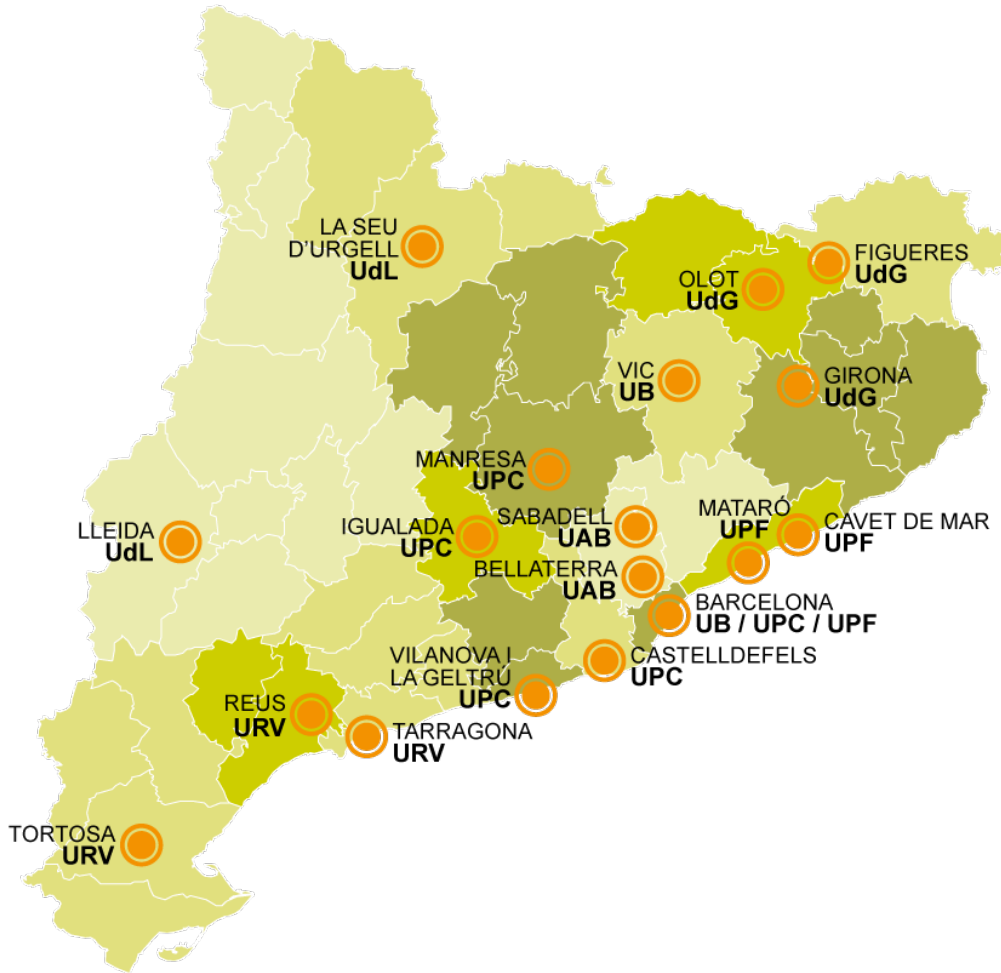 LA SEU
D'URGELL
UdL
FIGUERES
UdG
OLOT
UdG
VIC
UB
GIRONA
UdG
MANRESA
UPC
SABADELL
UAB
MATARÓ
UPF
CAVET DE MAR
UPF
LLEIDA
UdL
IGUALADA
UPC
BELLATERRA
UAB
BARCELONA
UB / UPC / UPF
VILANOVA I
LA GELTRÚ
UPC
CASTELLDEFELS
UPC
REUS
URV
TARRAGONA
URV
TORTOSA
URV